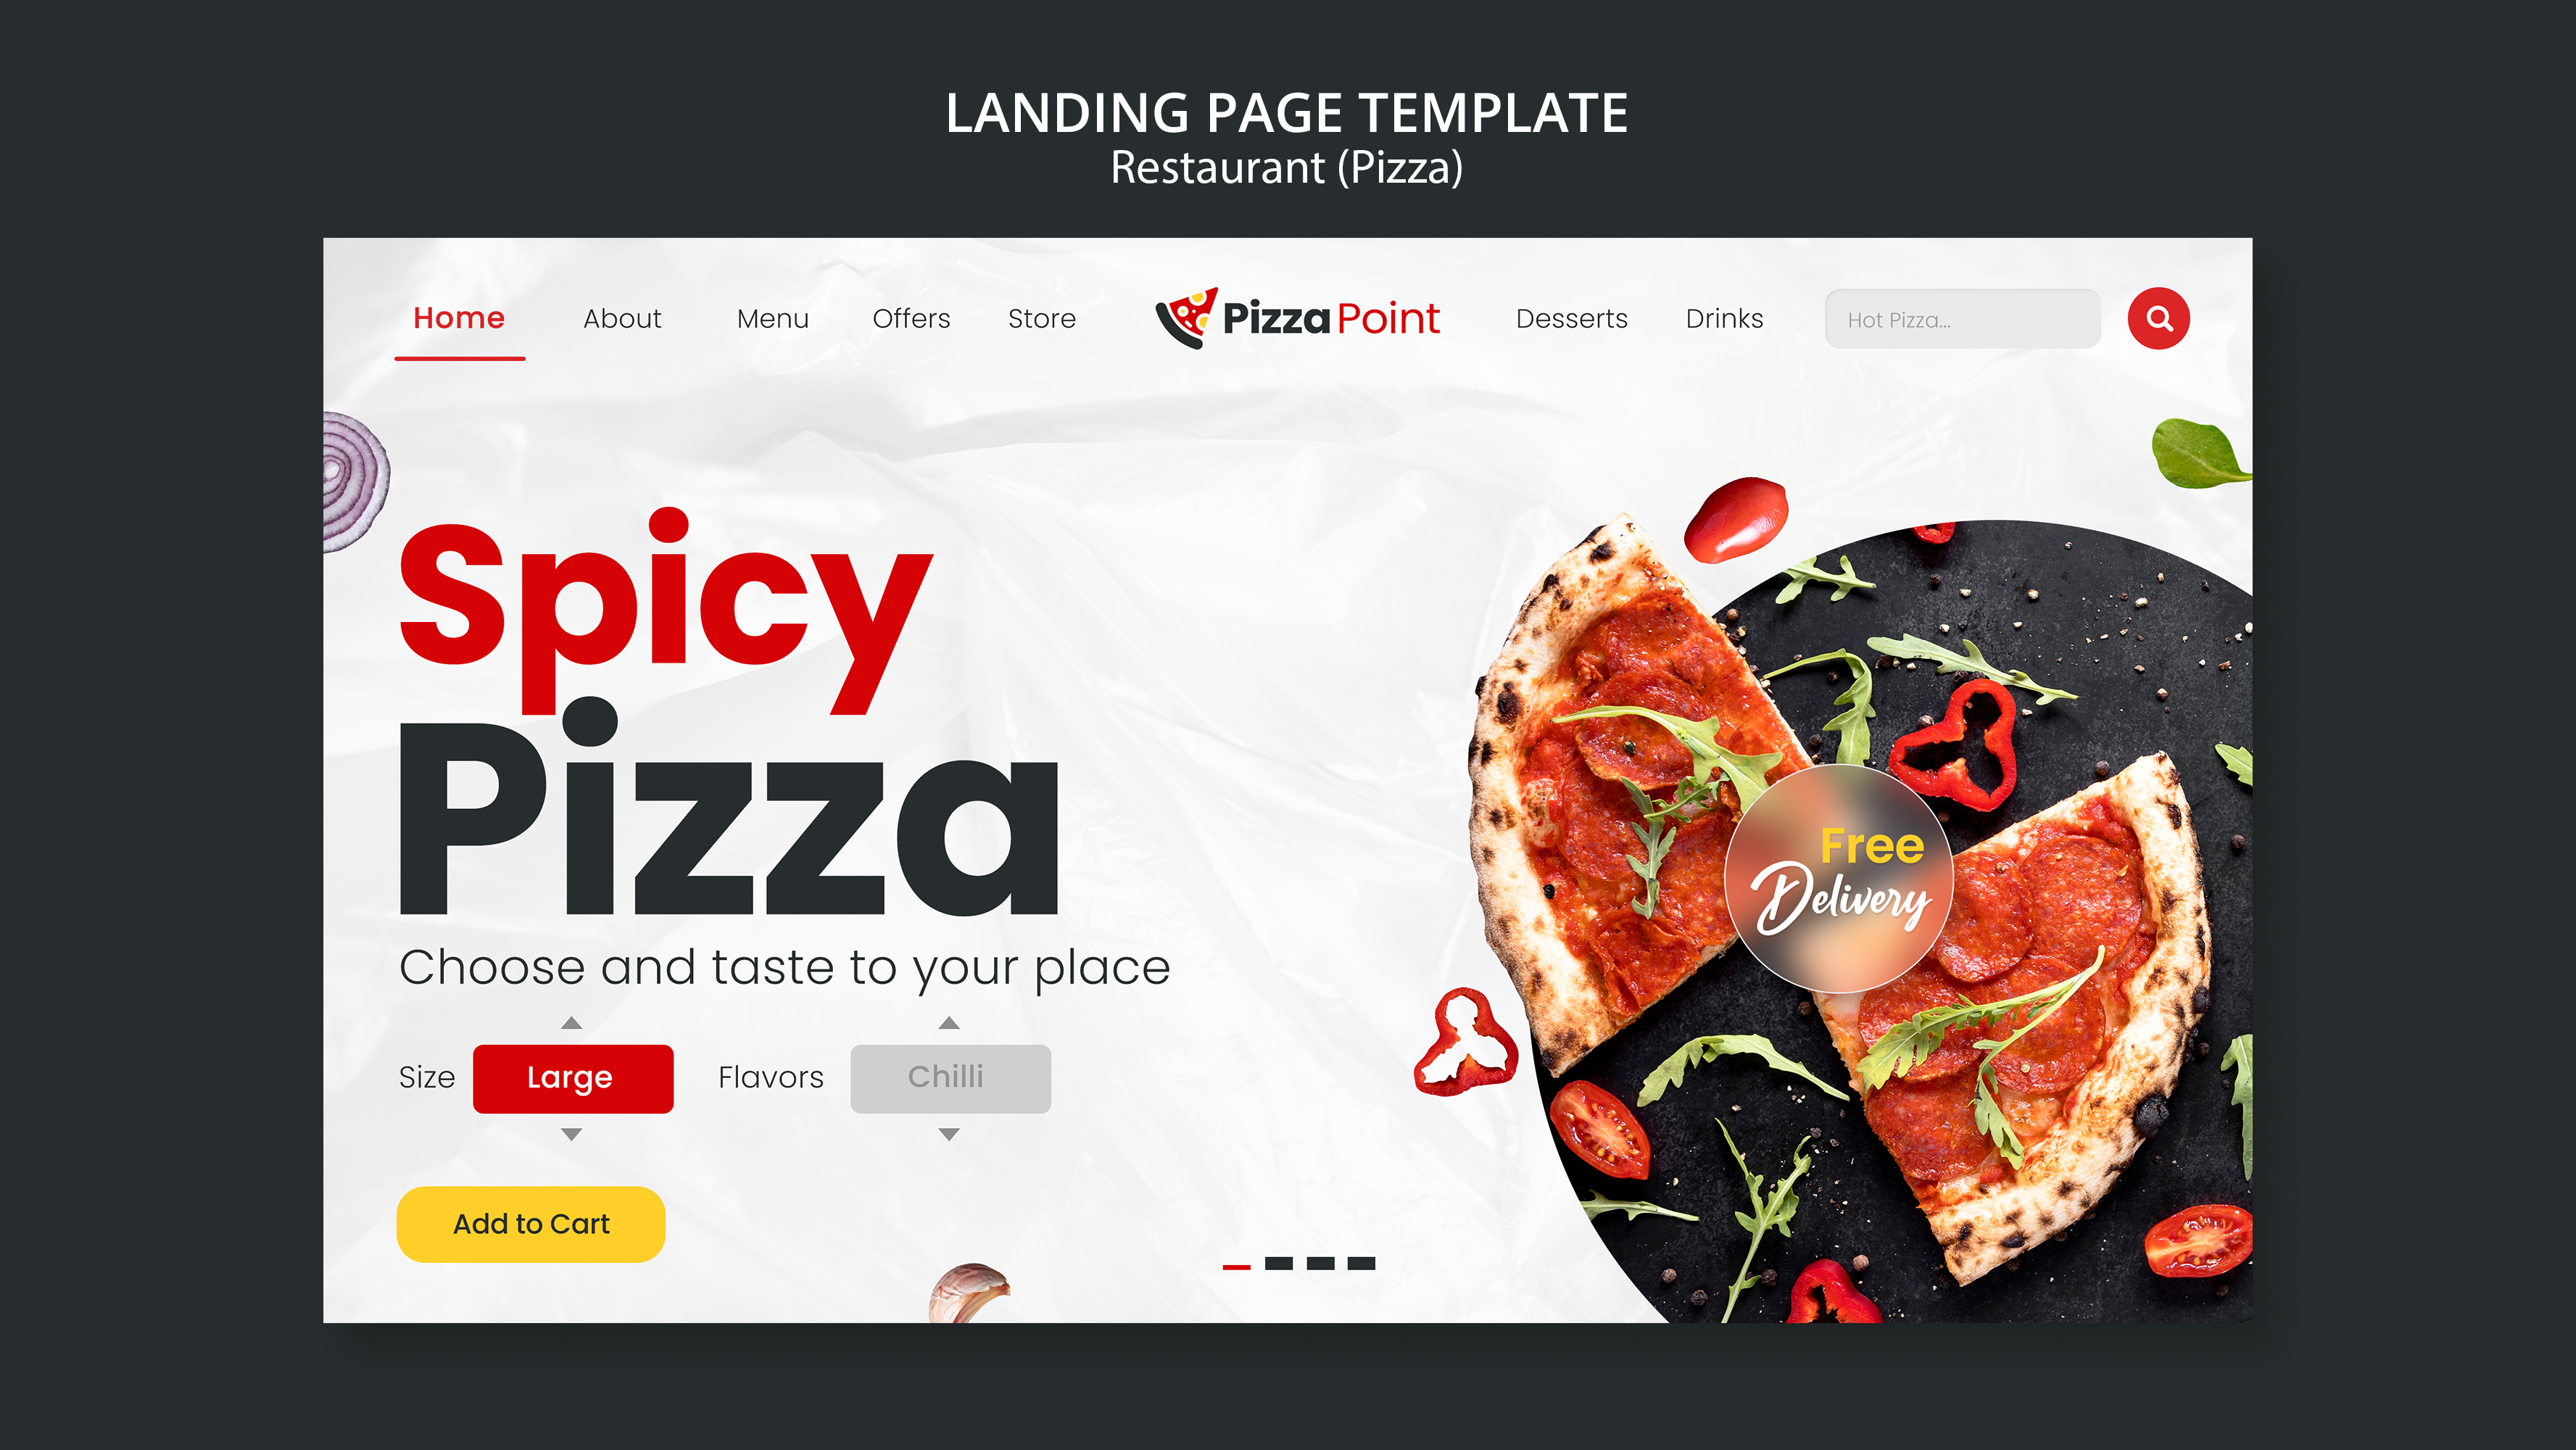 LANDING PAGE TEMPLATE
Restaurant (Pizza)
Home About Menu Offers Store Pizza Point Desserts Drinks Hot Pizza...
Spicy
Pizza
Choose and taste to your place
Size Large Flavors Chilli
Add to Cart
Free
Delivery